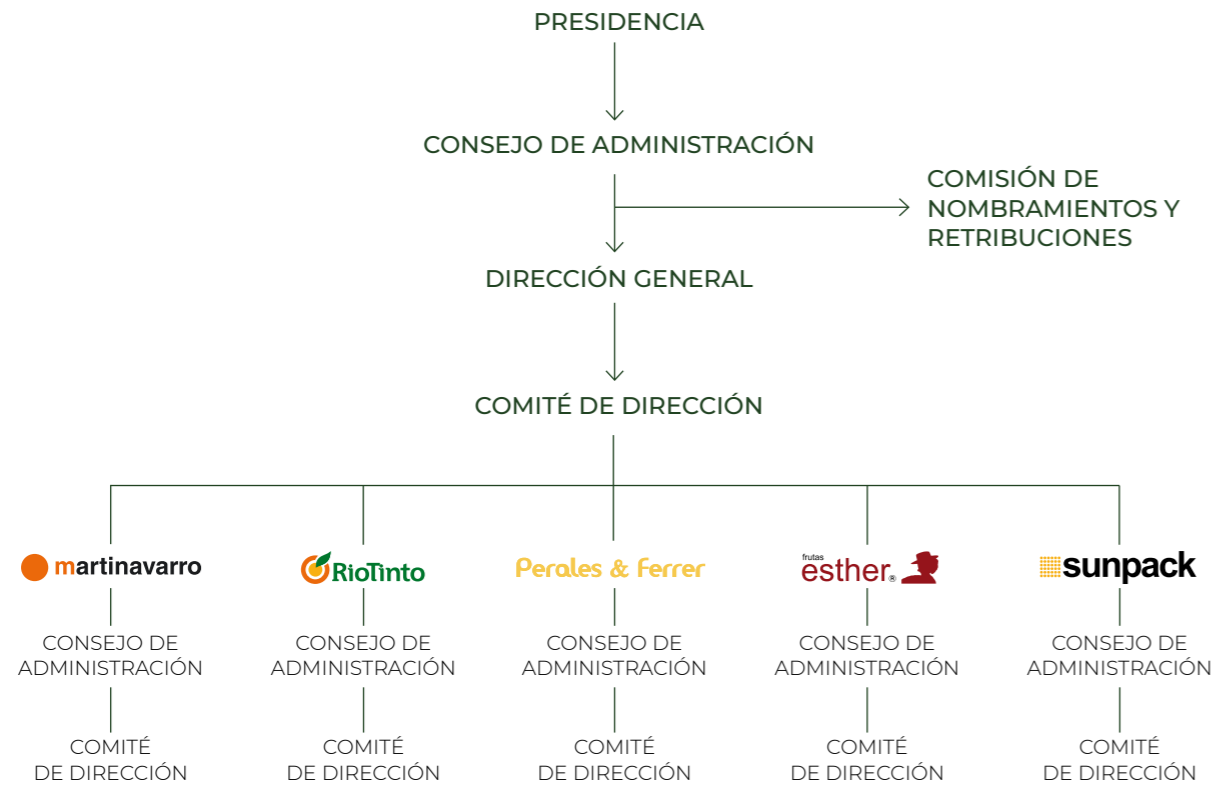 PRESIDENCIA
CONSEJO DE ADMINISTRACIÓN
COMISIÓN DE
NOMBRAMIENTOS Y
RETRIBUCIONES
DIRECCIÓN GENERAL
COMITÉ DE DIRECCIÓN
martinavarro
RioTinto
Perales & Ferrer
frutas
esther®
sunpack
CONSEJO DE
ADMINISTRACIÓN
CONSEJO DE
ADMINISTRACIÓN
CONSEJO DE
ADMINISTRACIÓN
CONSEJO DE
ADMINISTRACIÓN
CONSEJO DE
ADMINISTRACIÓN
COMITÉ
DE DIRECCIÓN
COMITÉ
DE DIRECCIÓN
COMITÉ
DE DIRECCIÓN
COMITÉ
DE DIRECCIÓN
COMITÉ
DE DIRECCIÓN